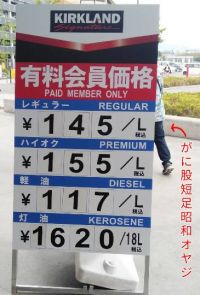 KIRKLAND
Signature
有料会員価格
PAID MEMBER ONLY
レギュラー REGULAR
¥145/L
税込
ハイオク PREMIUM
¥155/L
税込
軽油 DIESEL
¥117/L
税込
灯油 KEROSENE
¥1620/18L
税込
がに股短足昭和オヤジ